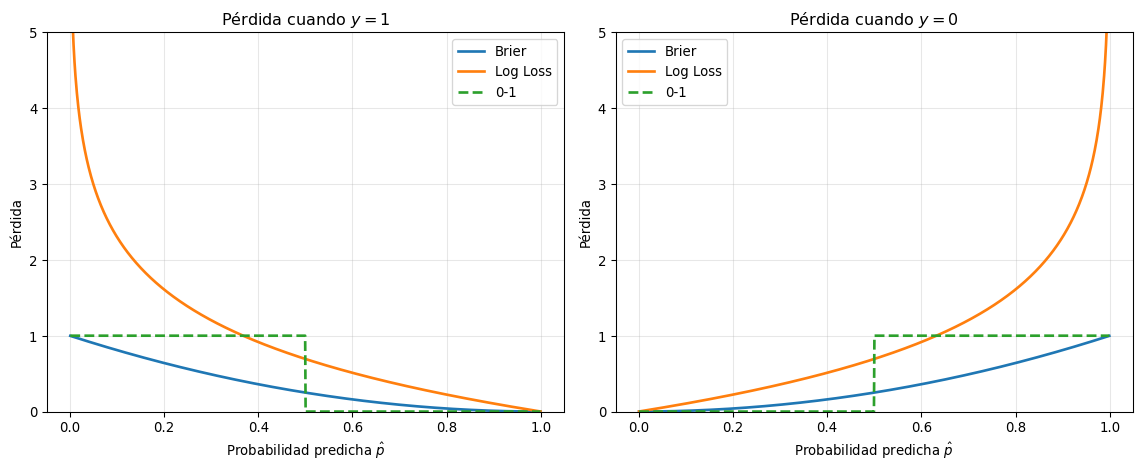 Pérdida cuando y = 1
5
4
3
2
1
0
Pérdida
Brier
Log Loss
0-1
0.0 0.2 0.4 0.6 0.8 1.0
Probabilidad predicha p̂
Pérdida cuando y = 0
5
4
3
2
1
0
Pérdida
Brier
Log Loss
0-1
0.0 0.2 0.4 0.6 0.8 1.0
Probabilidad predicha p̂